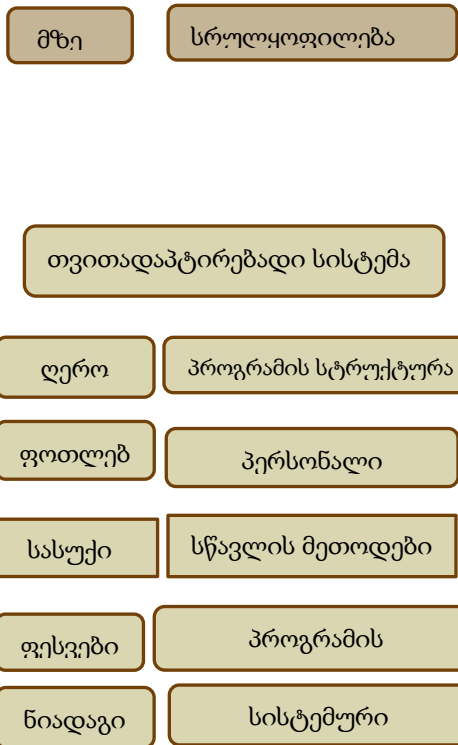 მზე სრულყოფილება
თვითადაპტირებადი სისტემა
ღერო პროგრამის სტრუქტურა
ფოთლებ პერსონალი
სასუქი სწავლის მეთოდები
ფესვები პროგრამის
ნიადაგი სისტემური